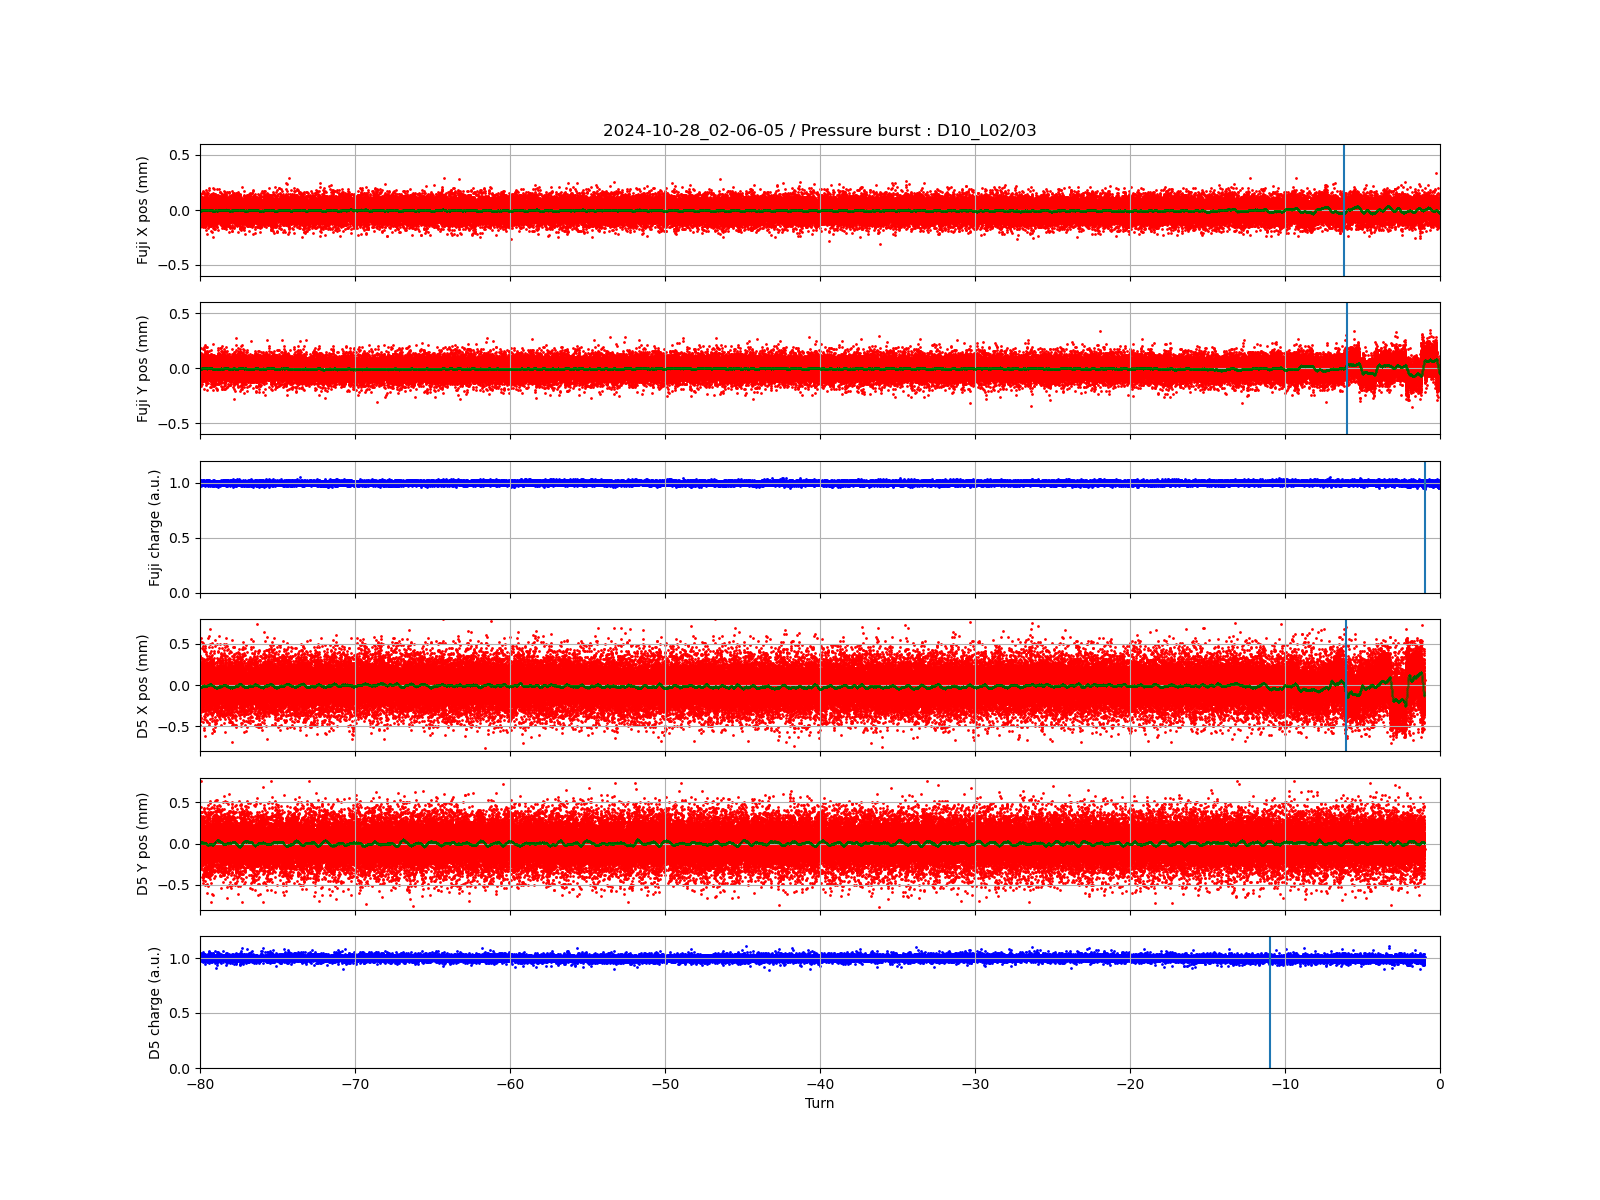 2024-10-28_02-06-05 / Pressure burst : D10_L02/03
Fuji X pos (mm)
0.5
0.0
−0.5
Fuji Y pos (mm)
0.5
0.0
−0.5
Fuji charge (a.u.)
1.0
0.5
0.0
D5 X pos (mm)
0.5
0.0
−0.5
D5 Y pos (mm)
0.5
0.0
−0.5
D5 charge (a.u.)
1.0
0.5
0.0
−80 −70 −60 −50 −40 −30 −20 −10 0
Turn